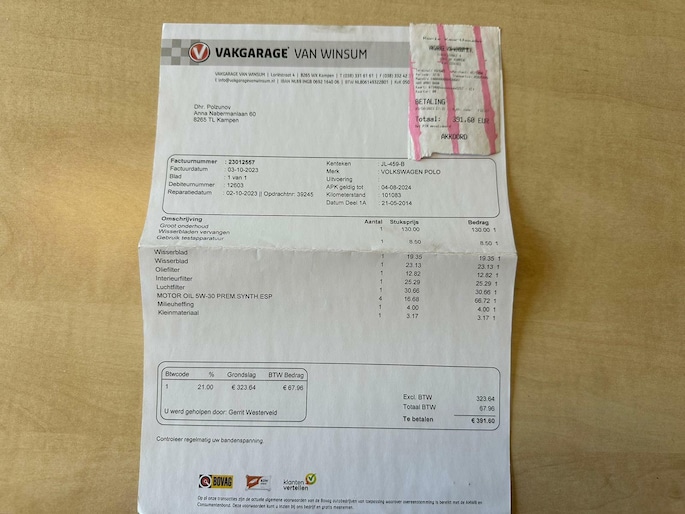 VAKGARAGE VAN WINSUM
VAKGARAGE VAN WINSUM | Lorentzstraat
8261 WR Kampen
Dhr. Polzunov
Anna Nabermanlaan 60
8265 TL Kampen
BETALING
Totaal: 391.60 EUR
AKKOORD
Factuurnummer : 23012557
Factuurdatum 03-10-2023
Blad 1 van 1
Debiteurnummer 12603
Reparatiedatum 02-10-2023 || Opdrachtnr: 39245
Kenteken JL-459-B
Merk VOLKSWAGEN POLO
Uitvoering
APK geldig tot 04-08-2024
Kilometerstand 101083
Datum Deel 1A 21-05-2014
Omschrijving Aantal Stuksprijs Bedrag
Groot onderhoud 1 130.00 130.00 1
Wisserbladen vervangen
Gebruik testapparatuur 1 8.50 8.50 1
Wisserblad 1 19.35 19.35 1
Wisserblad 1 23.13 23.13 1
Oliefilter 1 12.82 12.82 1
Interieurfilter 1 25.29 25.29 1
Luchtfilter 1 30.66 30.66 1
MOTOR OIL 5W-30 PREM.SYNTH.ESP 4 16.68 66.72 1
Milieuheffing 1 4.00 4.00 1
Kleinmateriaal 1 3.17 3.17 1
Btwcode % Grondslag BTW Bedrag
1 21.00 € 323.64 € 67.96
U werd geholpen door: Gerrit Westerveld
Excl. BTW 323.64
Totaal BTW 67.96
Te betalen € 391.60
Controleer regelmatig uw bandenspanning.
BOVAG
klanten
vertellen